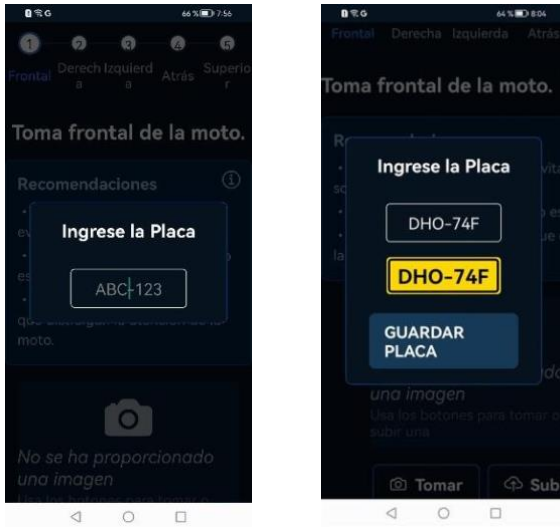 66 % 7:56
1 2 3 4 5
Frontal Derech Izquierd Atrás Superio
a a r
Toma frontal de la moto.
Recomendaciones
Ingrese la Placa
ABC-123
moto.
No se ha proporcionado
una imagen
64 % 8:04
Frontal Derecha Izquierda Atrás
Toma frontal de la moto.
Ingrese la Placa
DHO-74F
DHO-74F
GUARDAR
PLACA
una imagen
Usa los botones para tomar o
subir una
Tomar Sub